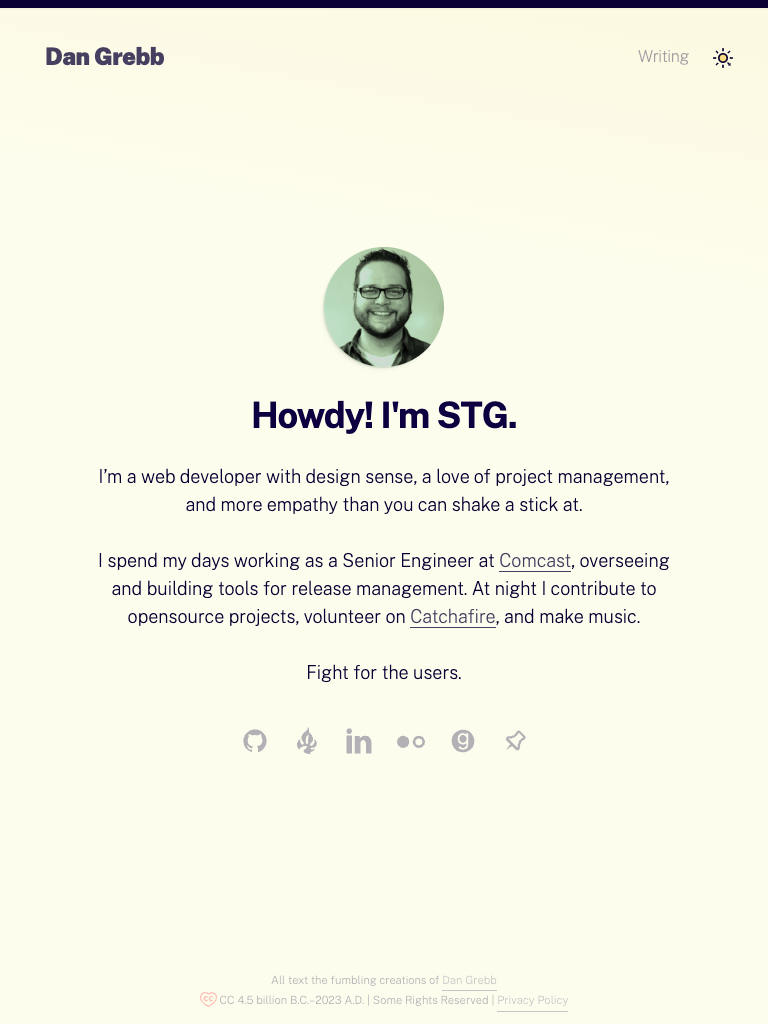 Dan Grebb
Writing
Howdy! I'm STG.
I’m a web developer with design sense, a love of project management,
and more empathy than you can shake a stick at.
I spend my days working as a Senior Engineer at Comcast, overseeing
and building tools for release management. At night I contribute to
opensource projects, volunteer on Catchafire, and make music.
Fight for the users.
in
g
All text the fumbling creations of Dan Grebb
cc CC 4.5 billion B.C.–2023 A.D. | Some Rights Reserved | Privacy Policy